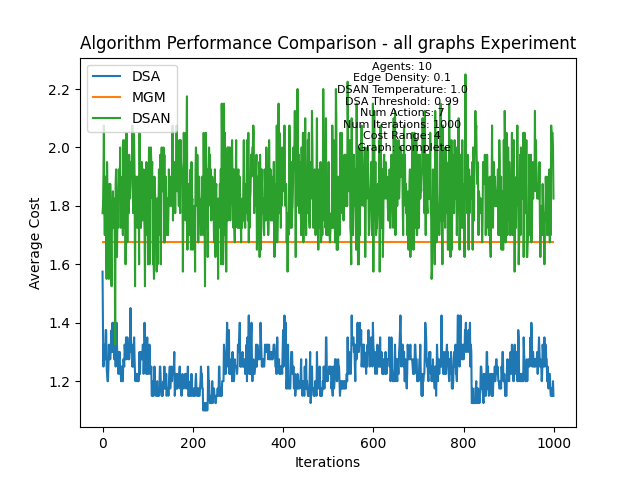 Algorithm Performance Comparison - all graphs Experiment
Agents: 10
Edge Density: 0.1
DSAN Temperature: 1.0
DSA Threshold: 0.99
Num Actions: 7
Num Iterations: 1000
Cost Range: 4
Graph: complete
DSA
MGM
DSAN
2.2
2.0
1.8
1.6
1.4
1.2
Average Cost
0
200
400
600
800
1000
Iterations